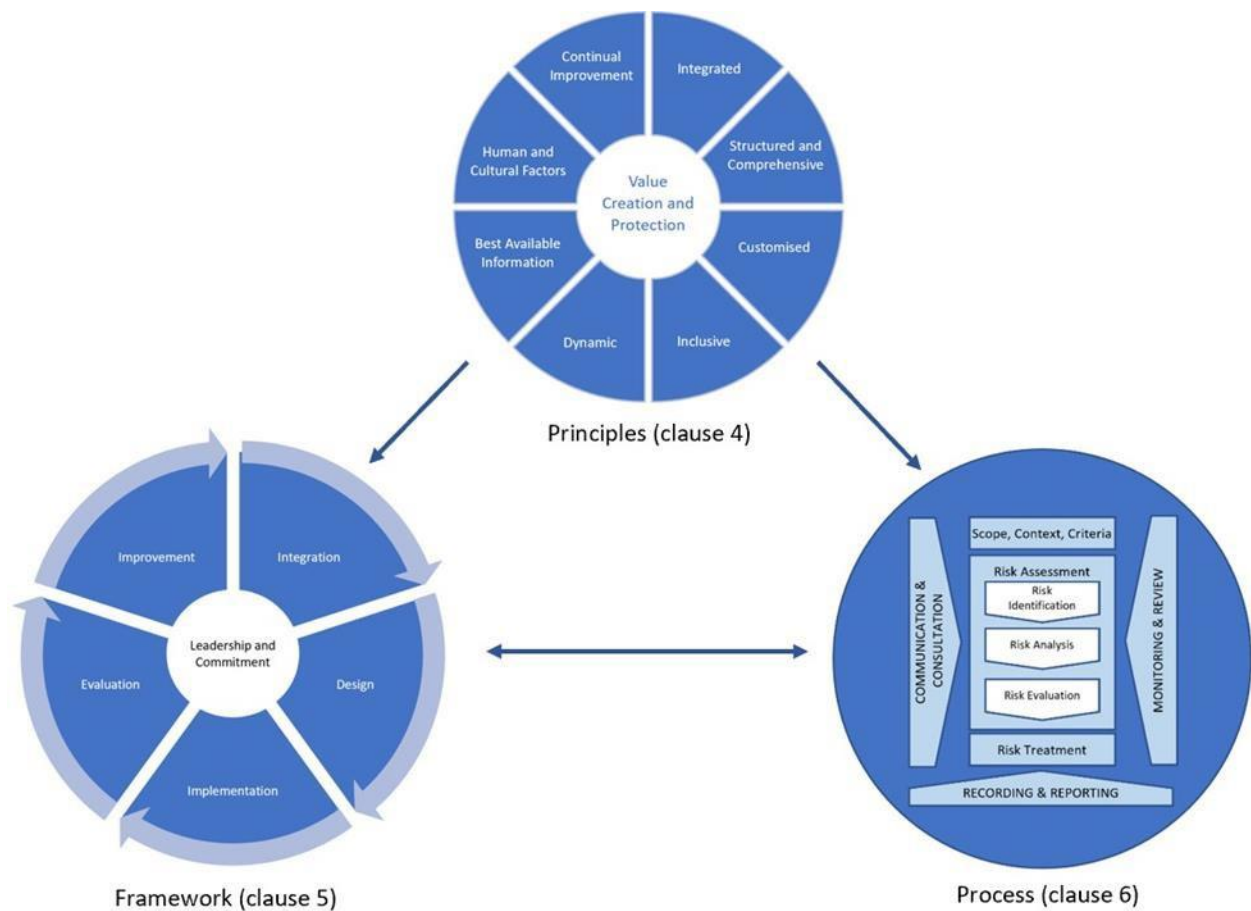 Continual
Improvement
Integrated
Structured and
Comprehensive
Customised
Inclusive
Dynamic
Best Available
Information
Human and
Cultural Factors
Value
Creation and
Protection
Principles (clause 4)
Integration
Design
Implementation
Evaluation
Improvement
Leadership and
Commitment
Framework (clause 5)
Scope, Context, Criteria
Risk Assessment
Risk
Identification
Risk Analysis
Risk Evaluation
Risk Treatment
COMMUNICATION &
CONSULTATION
MONITORING & REVIEW
RECORDING & REPORTING
Process (clause 6)